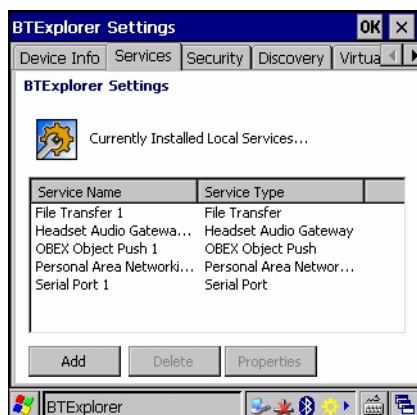 BTExplorer Settings OK
Device Info Services Security Discovery Virtua
BTExplorer Settings
Currently Installed Local Services...
Service Name Service Type
File Transfer 1 File Transfer
Headset Audio Gatewa... Headset Audio Gateway
OBEX Object Push 1 OBEX Object Push
Personal Area Networki... Personal Area Networ...
Serial Port 1 Serial Port
Add Delete Properties
BTExplorer